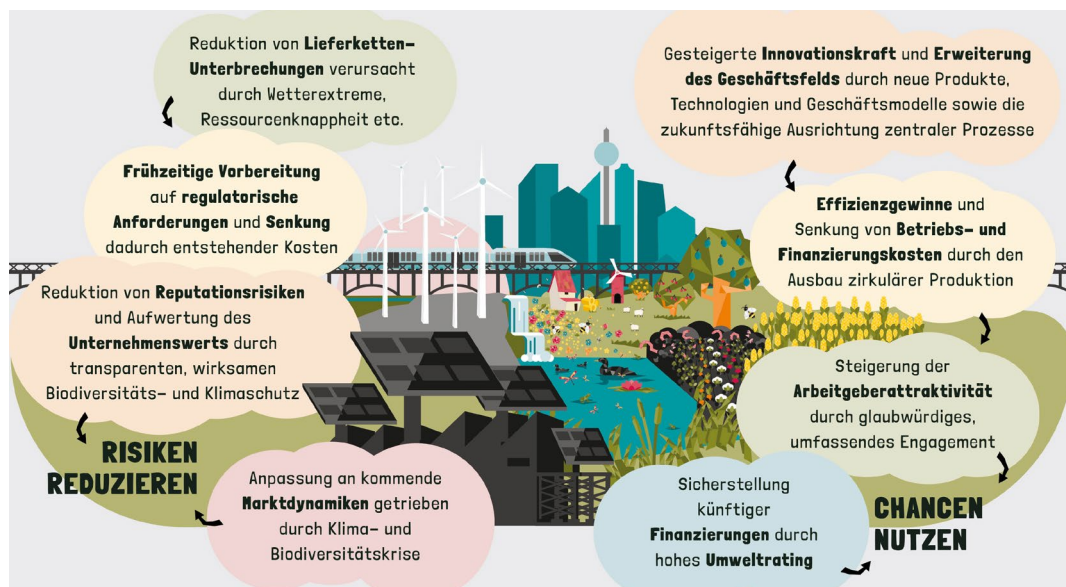 Reduktion von Lieferketten-
Unterbrechungen verursacht
durch Wetterextreme,
Ressourcenknappheit etc.
Frühzeitige Vorbereitung
auf regulatorische
Anforderungen und Senkung
dadurch entstehender Kosten
Reduktion von Reputationsrisiken
und Aufwertung des
Unternehmenswerts durch
transparenten, wirksamen
Biodiversitäts- und Klimaschutz
RISIKEN
REDUZIEREN
Anpassung an kommende
Marktdynamiken getrieben
durch Klima- und
Biodiversitätskrise
Gesteigerte Innovationskraft und Erweiterung
des Geschäftsfelds durch neue Produkte,
Technologien und Geschäftsmodelle sowie die
zukunftsfähige Ausrichtung zentraler Prozesse
Effizienzgewinne und
Senkung von Betriebs- und
Finanzierungskosten durch den
Ausbau zirkulärer Produktion
Steigerung der
Arbeitgeberattraktivität
durch glaubwürdiges,
umfassendes Engagement
Sicherstellung
künftiger
Finanzierungen durch
hohes Umweltrating
CHANCEN
NUTZEN